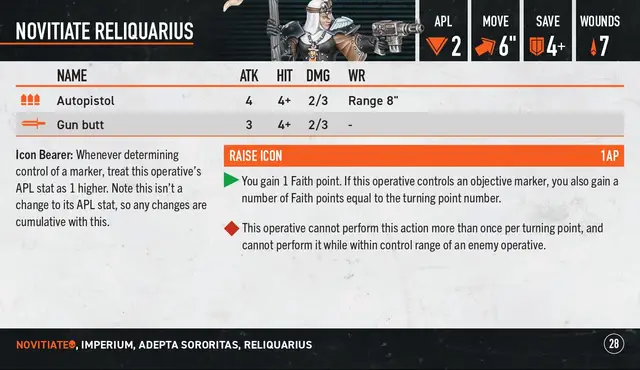 NOVITIATE RELIQUARIUS
APL
2
MOVE
6"
SAVE
4+
WOUNDS
7
NAME ATK HIT DMG WR
Autopistol 4 4+ 2/3 Range 8"
Gun butt 3 4+ 2/3 -
Icon Bearer: Whenever determining
control of a marker, treat this operative's
APL stat as 1 higher. Note this isn't a
change to its APL stat, so any changes are
cumulative with this.
RAISE ICON 1AP
You gain 1 Faith point. If this operative controls an objective marker, you also gain a
number of Faith points equal to the turning point number.
This operative cannot perform this action more than once per turning point, and
cannot perform it while within control range of an enemy operative.
NOVITIATE, IMPERIUM, ADEPTA SORORITAS, RELIQUARIUS
28